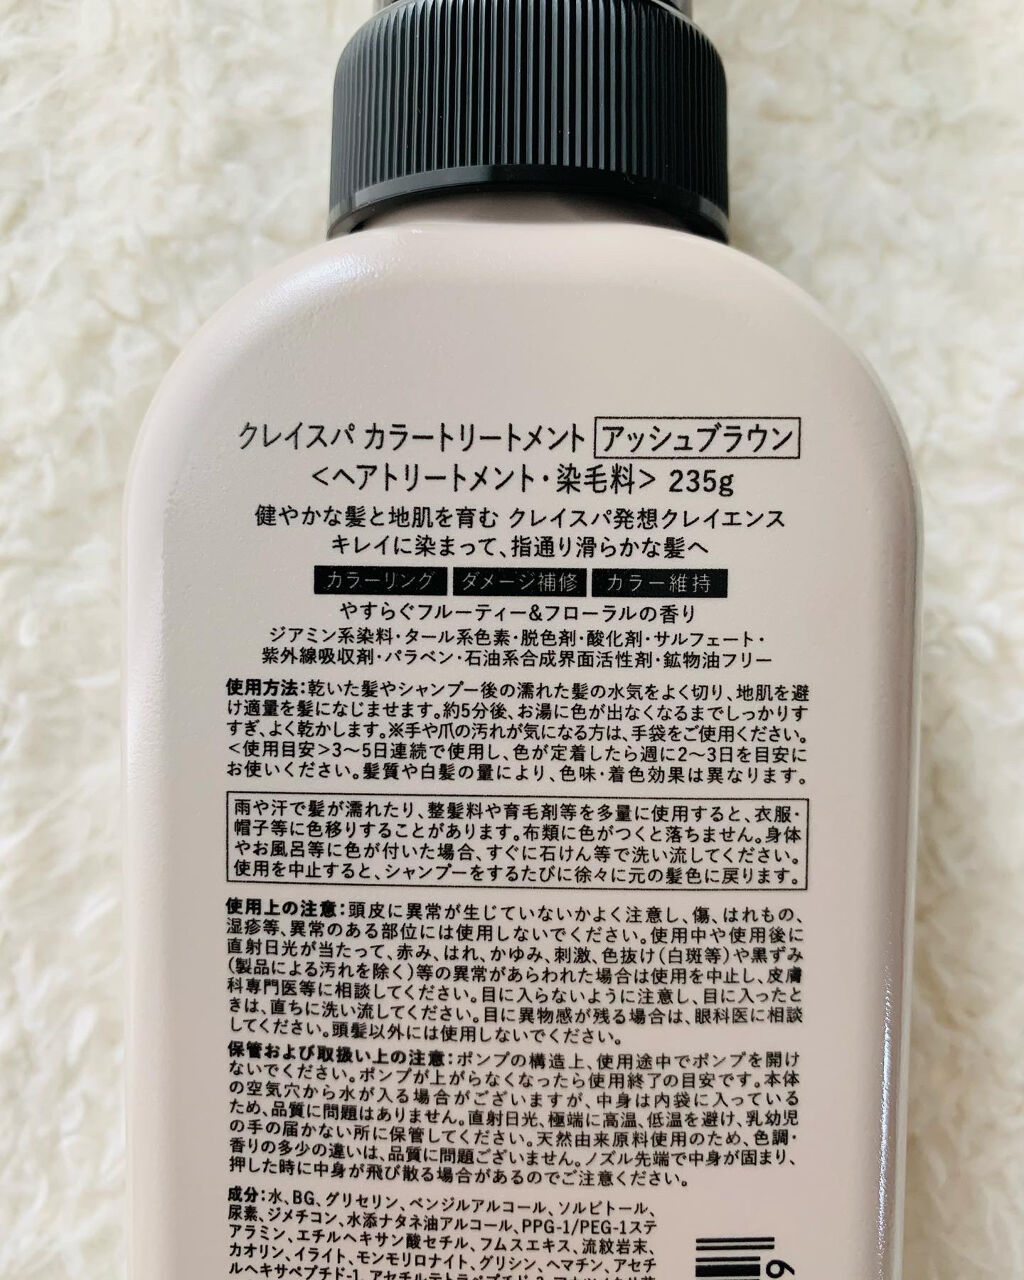 クレイスパ カラートリートメント アッシュブラウン
<ヘアトリートメント・染毛料> 235g
健やかな髪と地肌を育む クレイスパ発想クレイエンス
キレイに染まって、指通り滑らかな髪へ
カラーリング ダメージ補修 カラー維持
やすらぐフルーティー&フローラルの香り
ジアミン系染料・タール系色素・脱色剤・酸化剤・サルフェート・
紫外線吸収剤・パラベン・石油系合成界面活性剤・鉱物油フリー
使用方法:乾いた髪やシャンプー後の濡れた髪の水気をよく切り、地肌を避
け適量を髪になじませます。約5分後、お湯に色が出なくなるまでしっかりす
すぎ、よく乾かします。※手や爪の汚れが気になる方は、手袋をご使用ください。
<使用目安>3〜5日連続で使用し、色が定着したら週に2〜3日を目安に
お使いください。髪質や白髪の量により、色味・着色効果は異なります。
雨や汗で髪が濡れたり、整髪料や育毛剤等を多量に使用すると、衣服・
帽子等に色移りすることがあります。布類に色がつくと落ちません。身体
やお風呂等に色が付いた場合、すぐに石けん等で洗い流してください。
使用を中止すると、シャンプーをするたびに徐々に元の髪色に戻ります。
使用上の注意:頭皮に異常が生じていないかよく注意し、傷、はれもの、
湿疹等、異常のある部位には使用しないでください。使用中や使用後に
直射日光が当たって、赤み、はれ、かゆみ、刺激、色抜け(白斑等)や黒ずみ
(製品による汚れを除く)等の異常があらわれた場合は使用を中止し、皮膚
科専門医等に相談してください。目に入らないように注意し、目に入ったと
きは、直ちに洗い流してください。目に異物感が残る場合は、眼科医に相談
してください。頭髪以外には使用しないでください。
保管および取扱い上の注意:ポンプの構造上、使用途中でポンプを開け
ないでください。ポンプが上がらなくなったら使用終了の目安です。本体
の空気穴から水が入る場合がございますが、中身は内袋に入っている
ため、品質に問題はありません。直射日光、極端に高温、低温を避け、乳幼児
の手の届かない所に保管してください。天然由来原料使用のため、色調・
香りの多少の違いは、品質に問題ございません。ノズル先端で中身が固まり、
押した時に中身が飛び散る場合があるのでご注意ください。
成分:水、BG、グリセリン、ベンジルアルコール、ソルビトール、
尿素、ジメチコン、水添ナタネ油アルコール、PPG-1/PEG-1ステ
アラミン、エチルヘキサン酸セチル、フムスエキス、流紋岩末、
カオリン、イライト、モンモリロナイト、グリシン、ヘマチン、アセチ
ルヘキサペプチド-1、アセチルテトラペプチド-3